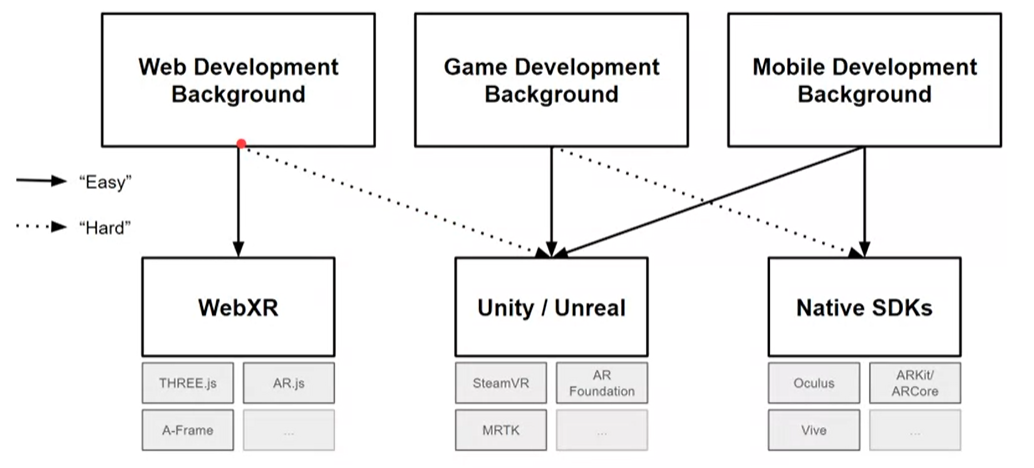 Web Development
Background
Game Development
Background
Mobile Development
Background
“Easy”
“Hard”
WebXR
Unity / Unreal
Native SDKs
THREE.js
AR.js
SteamVR
AR
Foundation
Oculus
ARKit/
ARCore
A-Frame
...
MRTK
...
Vive
...